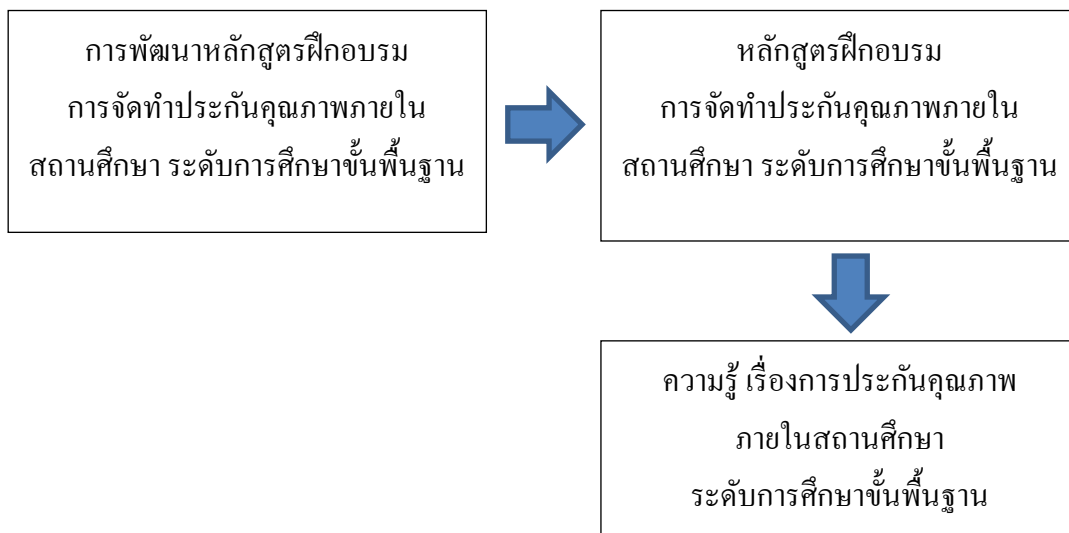 การพัฒนาหลักสูตรฝึกอบรม
การจัดทำประกันคุณภาพภายใน
สถานศึกษา ระดับการศึกษาขั้นพื้นฐาน
หลักสูตรฝึกอบรม
การจัดทำประกันคุณภาพภายใน
สถานศึกษา ระดับการศึกษาขั้นพื้นฐาน
ความรู้ เรื่องการประกันคุณภาพ
ภายในสถานศึกษา
ระดับการศึกษาขั้นพื้นฐาน